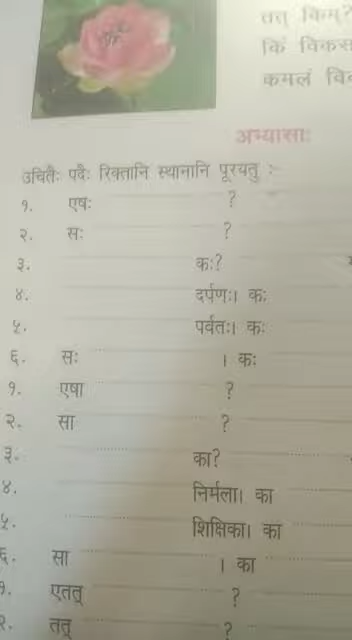 तत् किम्?
किं
कमलं
अभ्यासाः
उचितैः पदैः रिक्तानि स्थानानि पूरयतु :-
१. एषः ?
२. सः ?
३. कः?
४. दर्पणः। कः
५. पर्वतः। कः
६. सः । कः
१. एषा ?
२. सा ?
३. का?
४. निर्मला। का
५. शिक्षिका। का
६. सा । का
१. एतत् ?
२. तत् ?